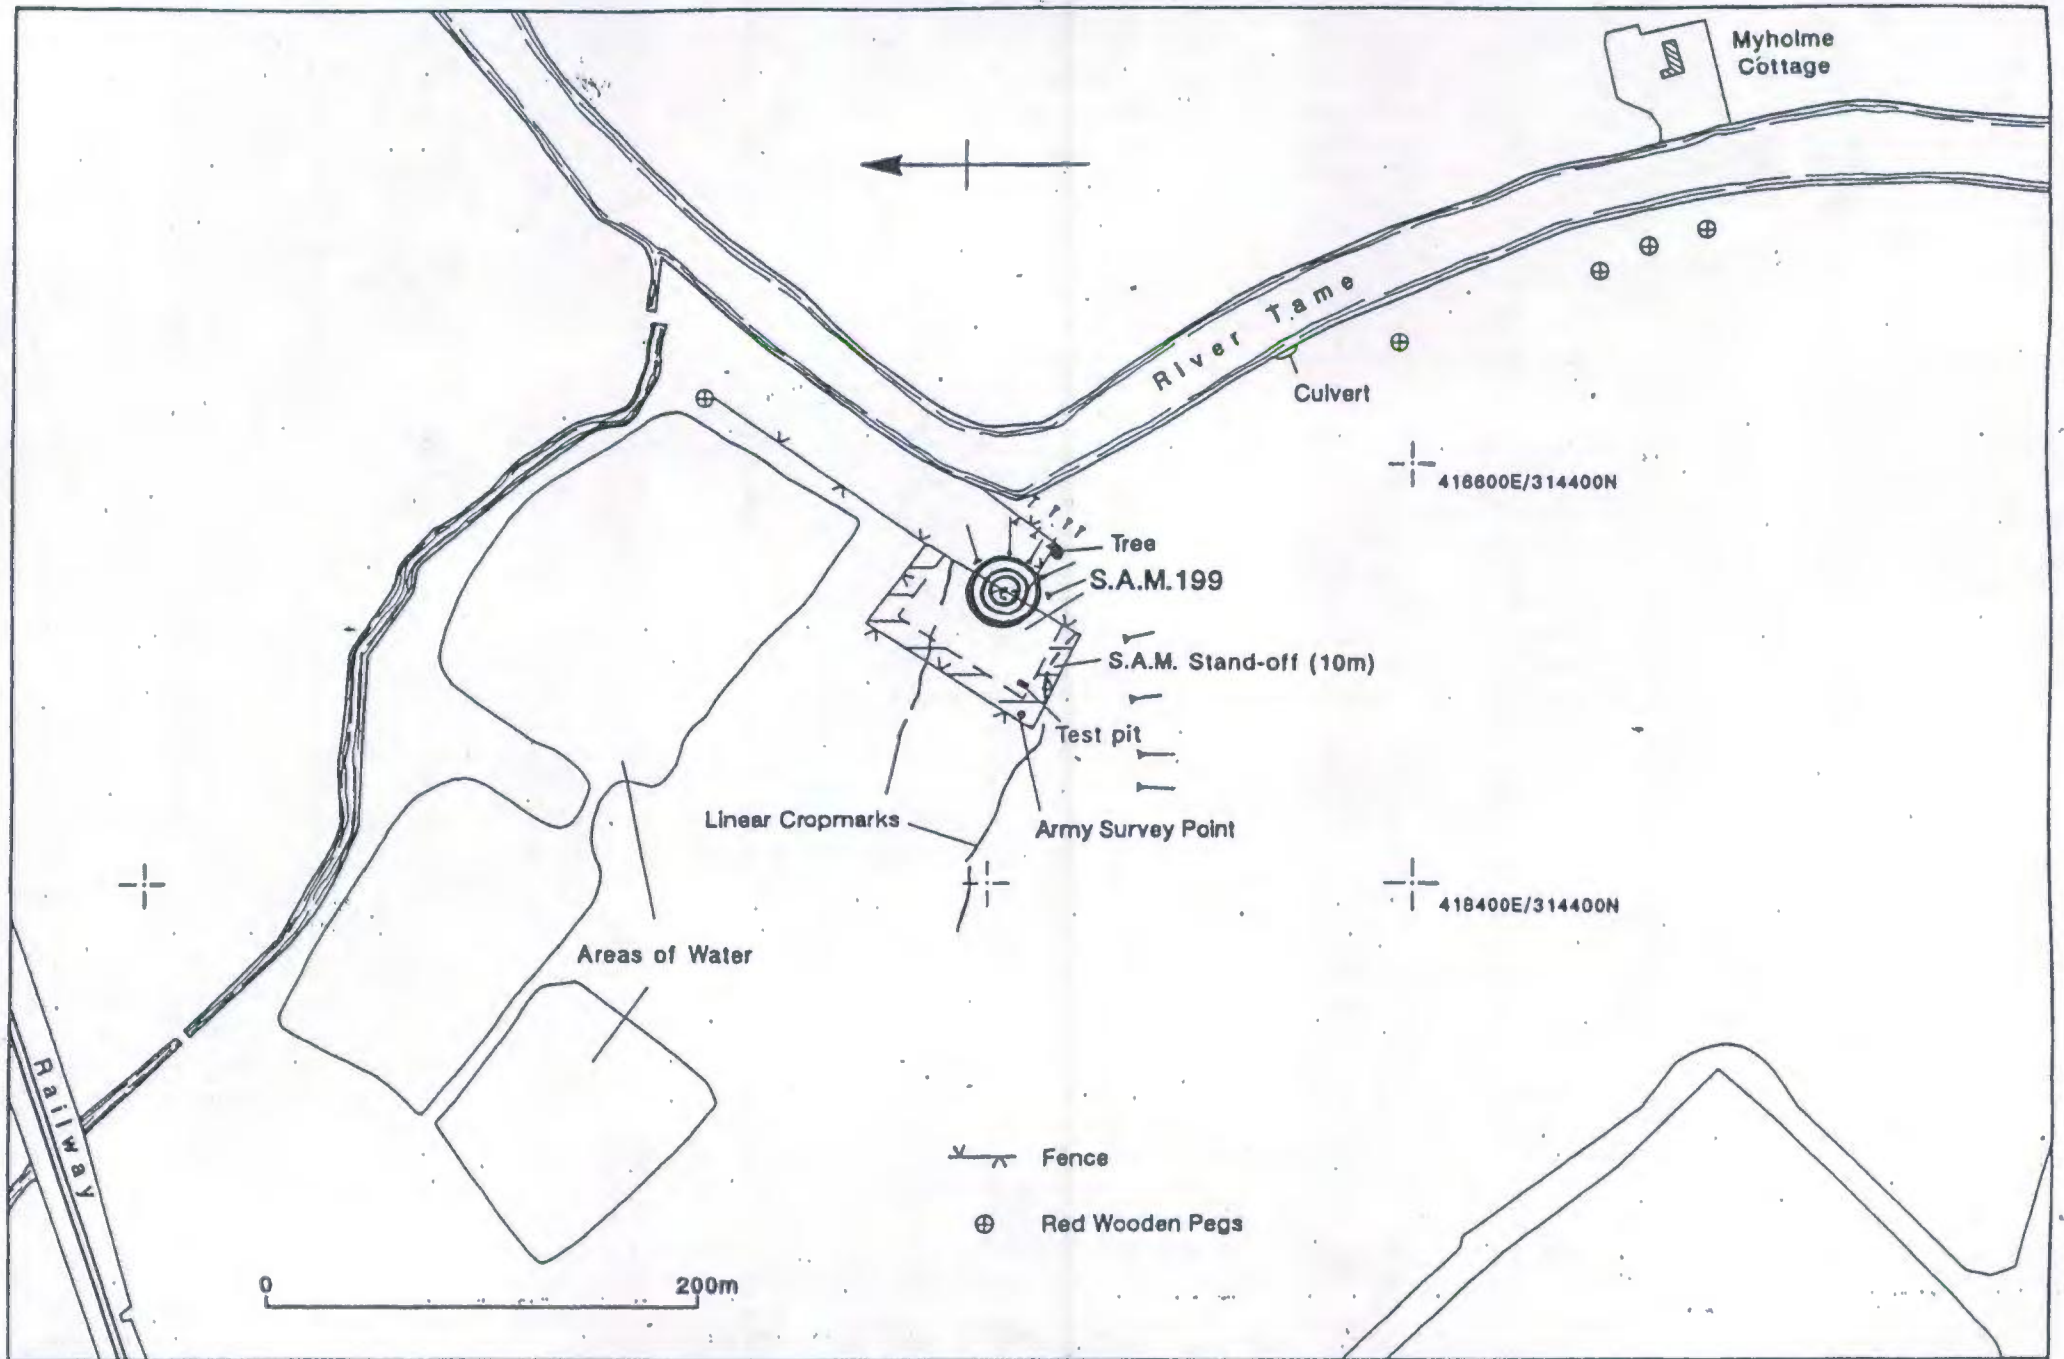 Myholme
Cottage
River Tame
Culvert
416600E/314400N
Tree
S.A.M.199
S.A.M. Stand-off (10m)
Test pit
Linear Cropmarks
Army Survey Point
418400E/314400N
Areas of Water
Railway
Fence
Red Wooden Pegs
0
200m